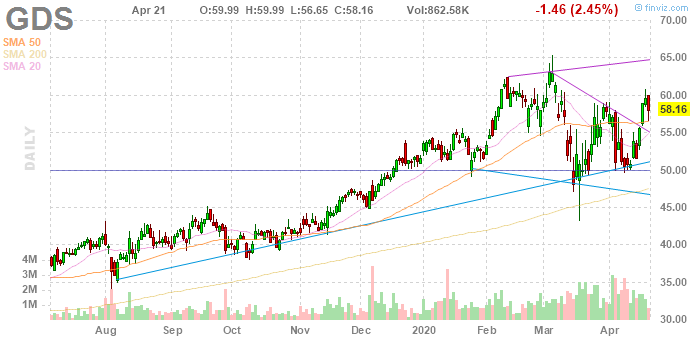 GDS
Apr 21 O:59.99 H:59.99 L:56.65 C:58.16 Vol:862.58K -1.46 (2.45%)
© finviz.com
SMA 50
SMA 200
SMA 20
DAILY
70.00
65.00
60.00
58.16
55.00
50.00
45.00
40.00
35.00
30.00
4M
3M
2M
1M
Aug Sep Oct Nov Dec 2020 Feb Mar Apr